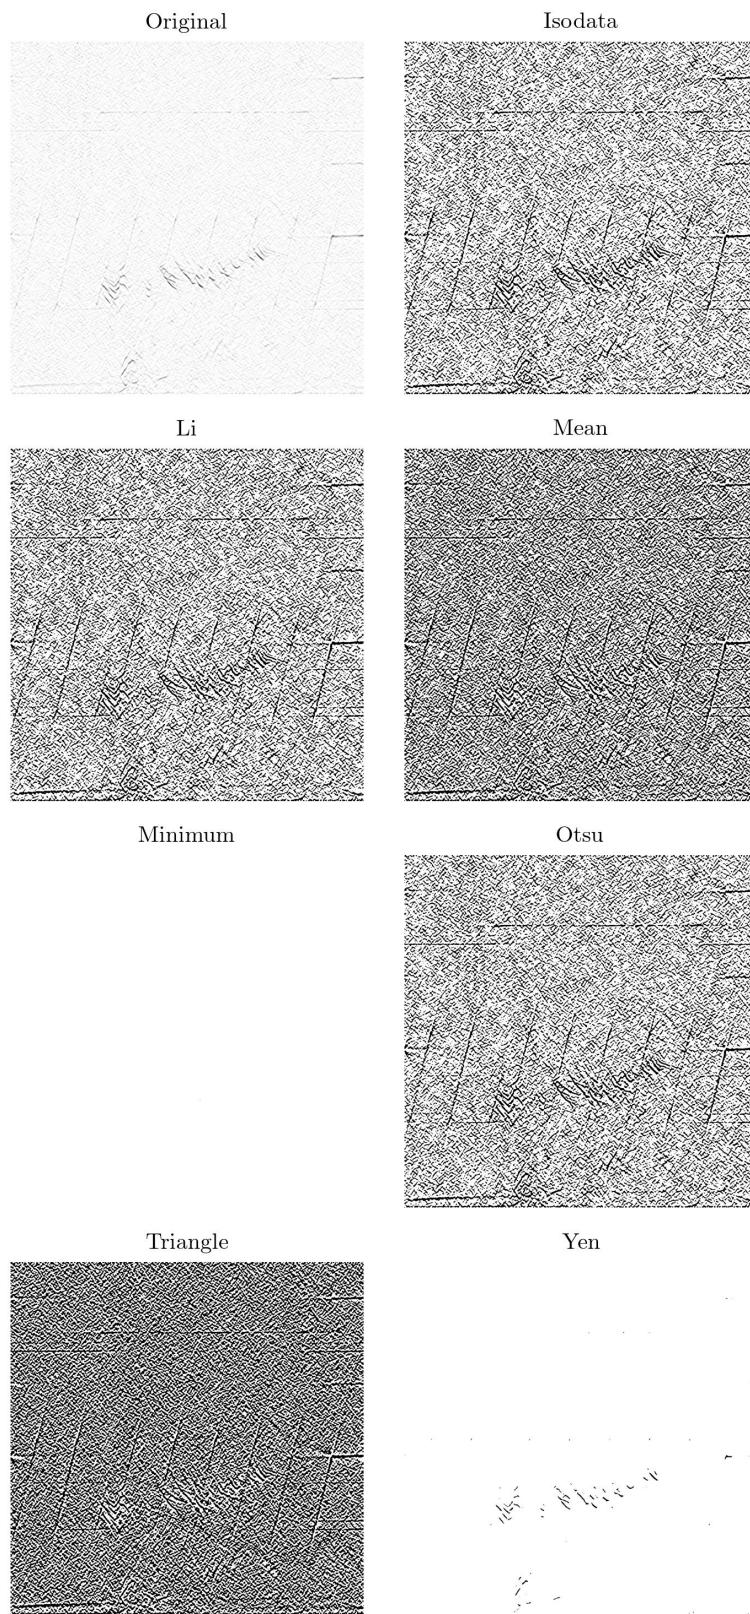 Original
Isodata
Li
Mean
Minimum
Otsu
Triangle
Yen